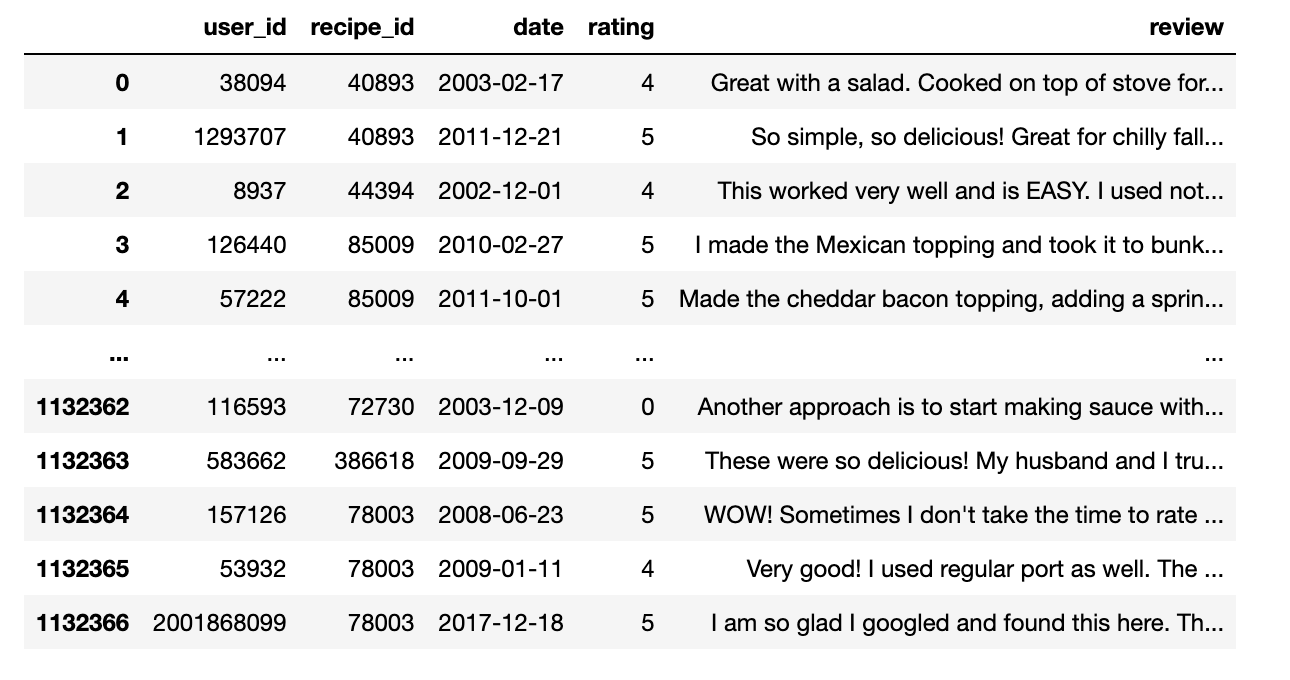 user_id recipe_id date rating review
0 38094 40893 2003-02-17 4 Great with a salad. Cooked on top of stove for...
1 1293707 40893 2011-12-21 5 So simple, so delicious! Great for chilly fall...
2 8937 44394 2002-12-01 4 This worked very well and is EASY. I used not...
3 126440 85009 2010-02-27 5 I made the Mexican topping and took it to bunk...
4 57222 85009 2011-10-01 5 Made the cheddar bacon topping, adding a sprin...
... ... ... ... ... ...
1132362 116593 72730 2003-12-09 0 Another approach is to start making sauce with...
1132363 583662 386618 2009-09-29 5 These were so delicious! My husband and I tru...
1132364 157126 78003 2008-06-23 5 WOW! Sometimes I don't take the time to rate ...
1132365 53932 78003 2009-01-11 4 Very good! I used regular port as well. The ...
1132366 2001868099 78003 2017-12-18 5 I am so glad I googled and found this here. Th...